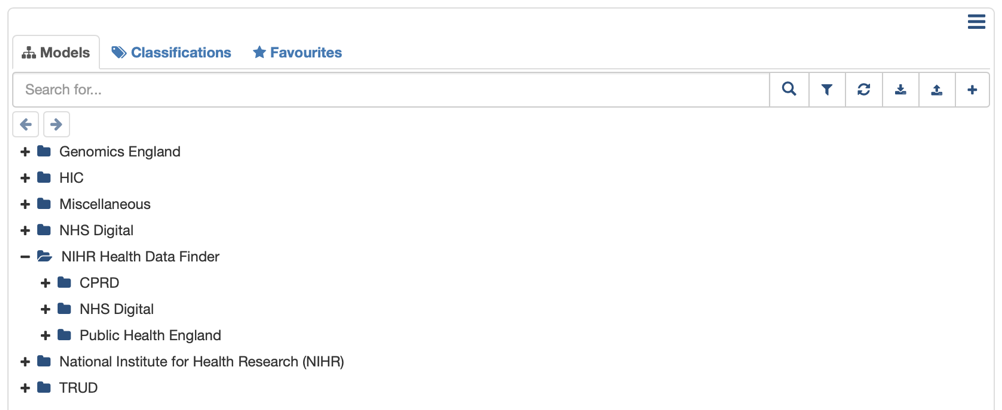 Models Classifications Favourites
Search for...
Genomics England
HIC
Miscellaneous
NHS Digital
NIHR Health Data Finder
CPRD
NHS Digital
Public Health England
National Institute for Health Research (NIHR)
TRUD